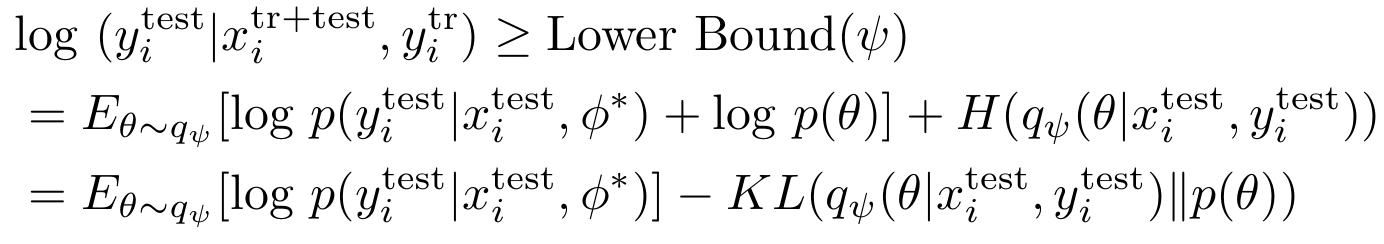 log (y_i^test|x_i^tr+test, y_i^tr) ≥ Lower Bound(ψ)
= E_θ∼q_ψ[log p(y_i^test|x_i^test, ϕ*) + log p(θ)] + H(q_ψ(θ|x_i^test, y_i^test))
= E_θ∼q_ψ[log p(y_i^test|x_i^test, ϕ*)] − KL(q_ψ(θ|x_i^test, y_i^test)∥p(θ))